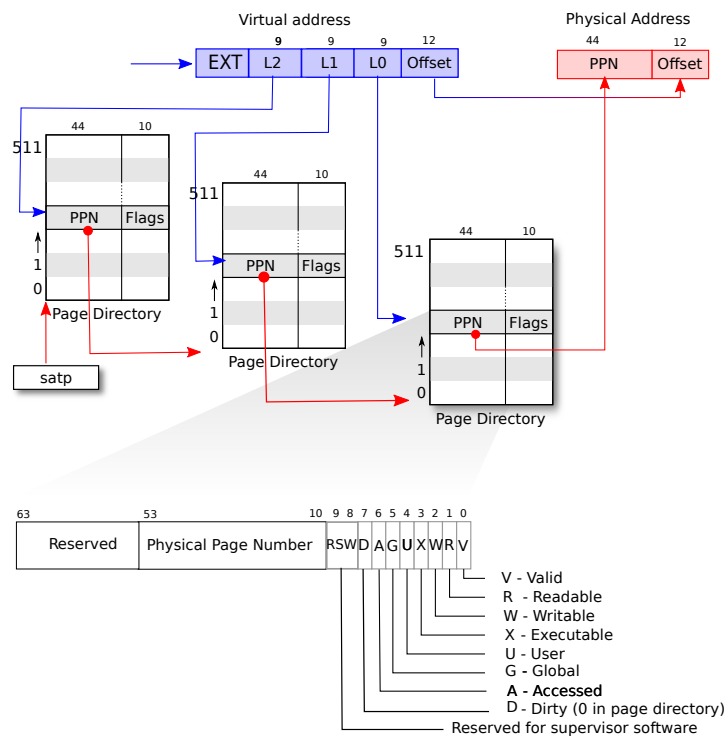 Virtual address
Physical Address
9 9 9 12
EXT L2 L1 L0 Offset
44 12
PPN Offset
44 10
511
PPN Flags
1
0
Page Directory
satp
44 10
511
PPN Flags
1
0
Page Directory
44 10
511
PPN Flags
1
0
Page Directory
63 53 10 9 8 7 6 5 4 3 2 1 0
Reserved Physical Page Number RSW D A G U X W R V
V - Valid
R - Readable
W - Writable
X - Executable
U - User
G - Global
A - Accessed
D - Dirty (0 in page directory)
Reserved for supervisor software